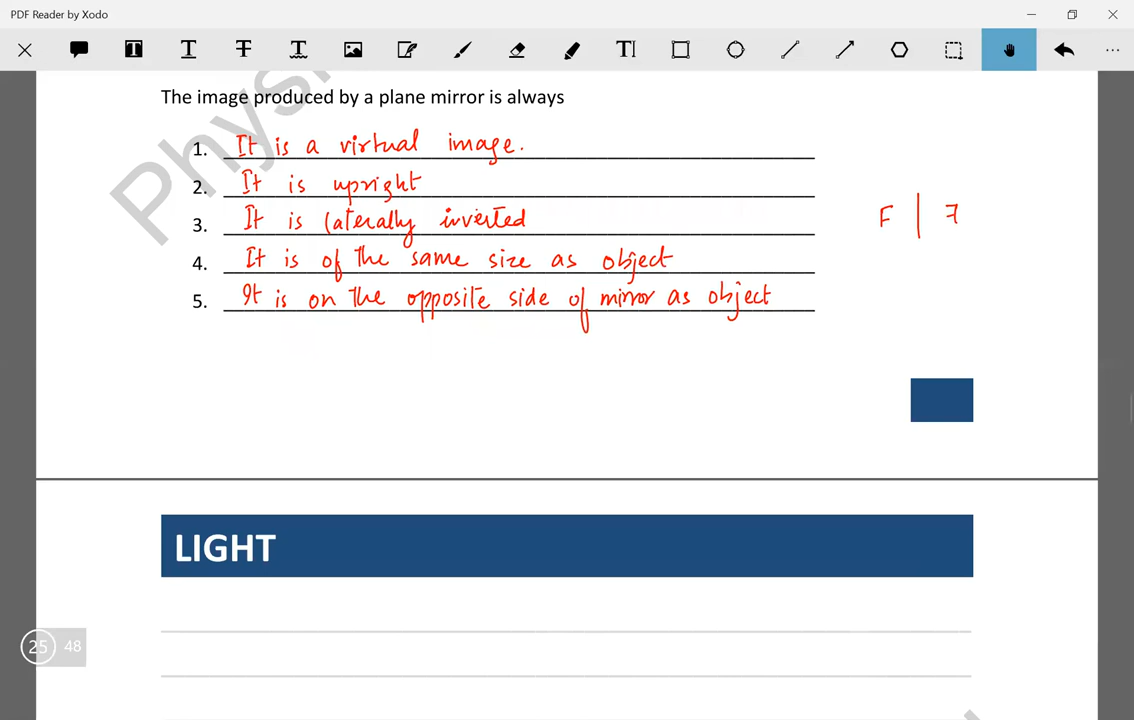 PDF Reader by Xodo
Physi
The image produced by a plane mirror is always
1. It is a virtual image.
2. It is upright
3. It is laterally inverted
F | ꟻ
4. It is of the same size as object
5. It is on the opposite side of mirror as object
LIGHT
25 48